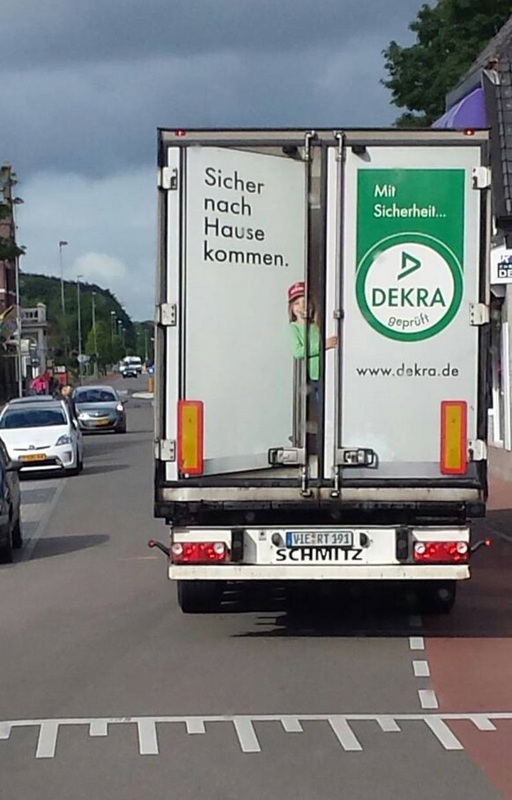 Sicher
nach
Hause
kommen.
Mit
Sicherheit...
DEKRA
geprüft
www.dekra.de
VIE RT 191
SCHMITZ